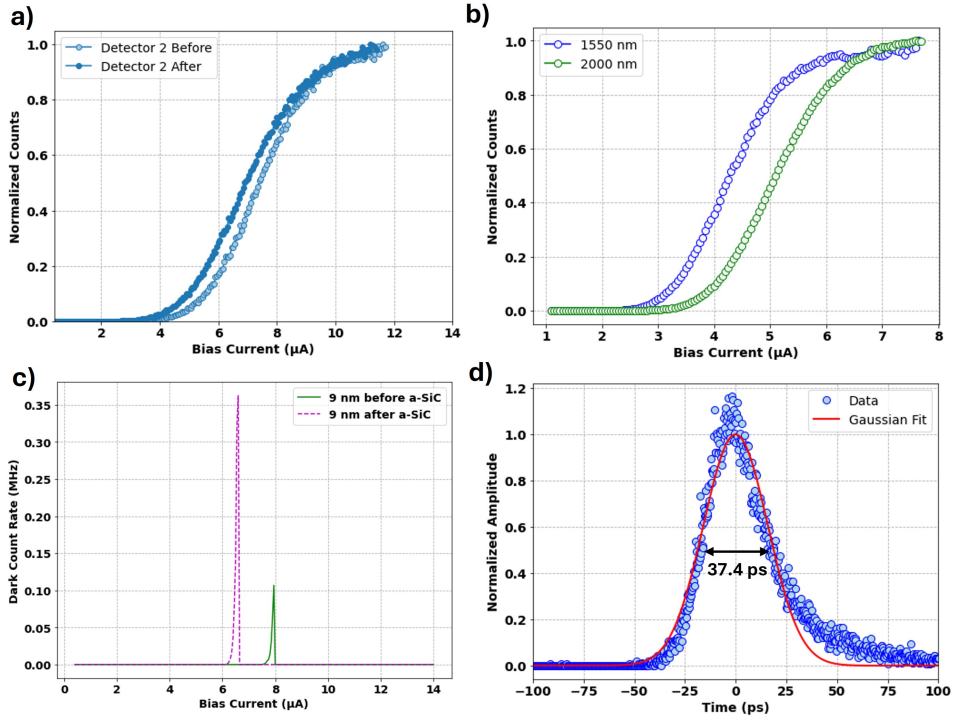 a)
1.0
0.8
0.6
0.4
0.2
0.0
Normalized Counts
Detector 2 Before
Detector 2 After
2 4 6 8 10 12 14
Bias Current (μA)
b)
1.0
0.8
0.6
0.4
0.2
0.0
Normalized Counts
1550 nm
2000 nm
1 2 3 4 5 6 7 8
Bias Current (μA)
c)
0.35
0.30
0.25
0.20
0.15
0.10
0.05
0.00
Dark Count Rate (MHz)
9 nm before a-SiC
9 nm after a-SiC
0 2 4 6 8 10 12 14
Bias Current (μA)
d)
1.2
1.0
0.8
0.6
0.4
0.2
0.0
Normalized Amplitude
Data
Gaussian Fit
37.4 ps
−100 −75 −50 −25 0 25 50 75 100
Time (ps)